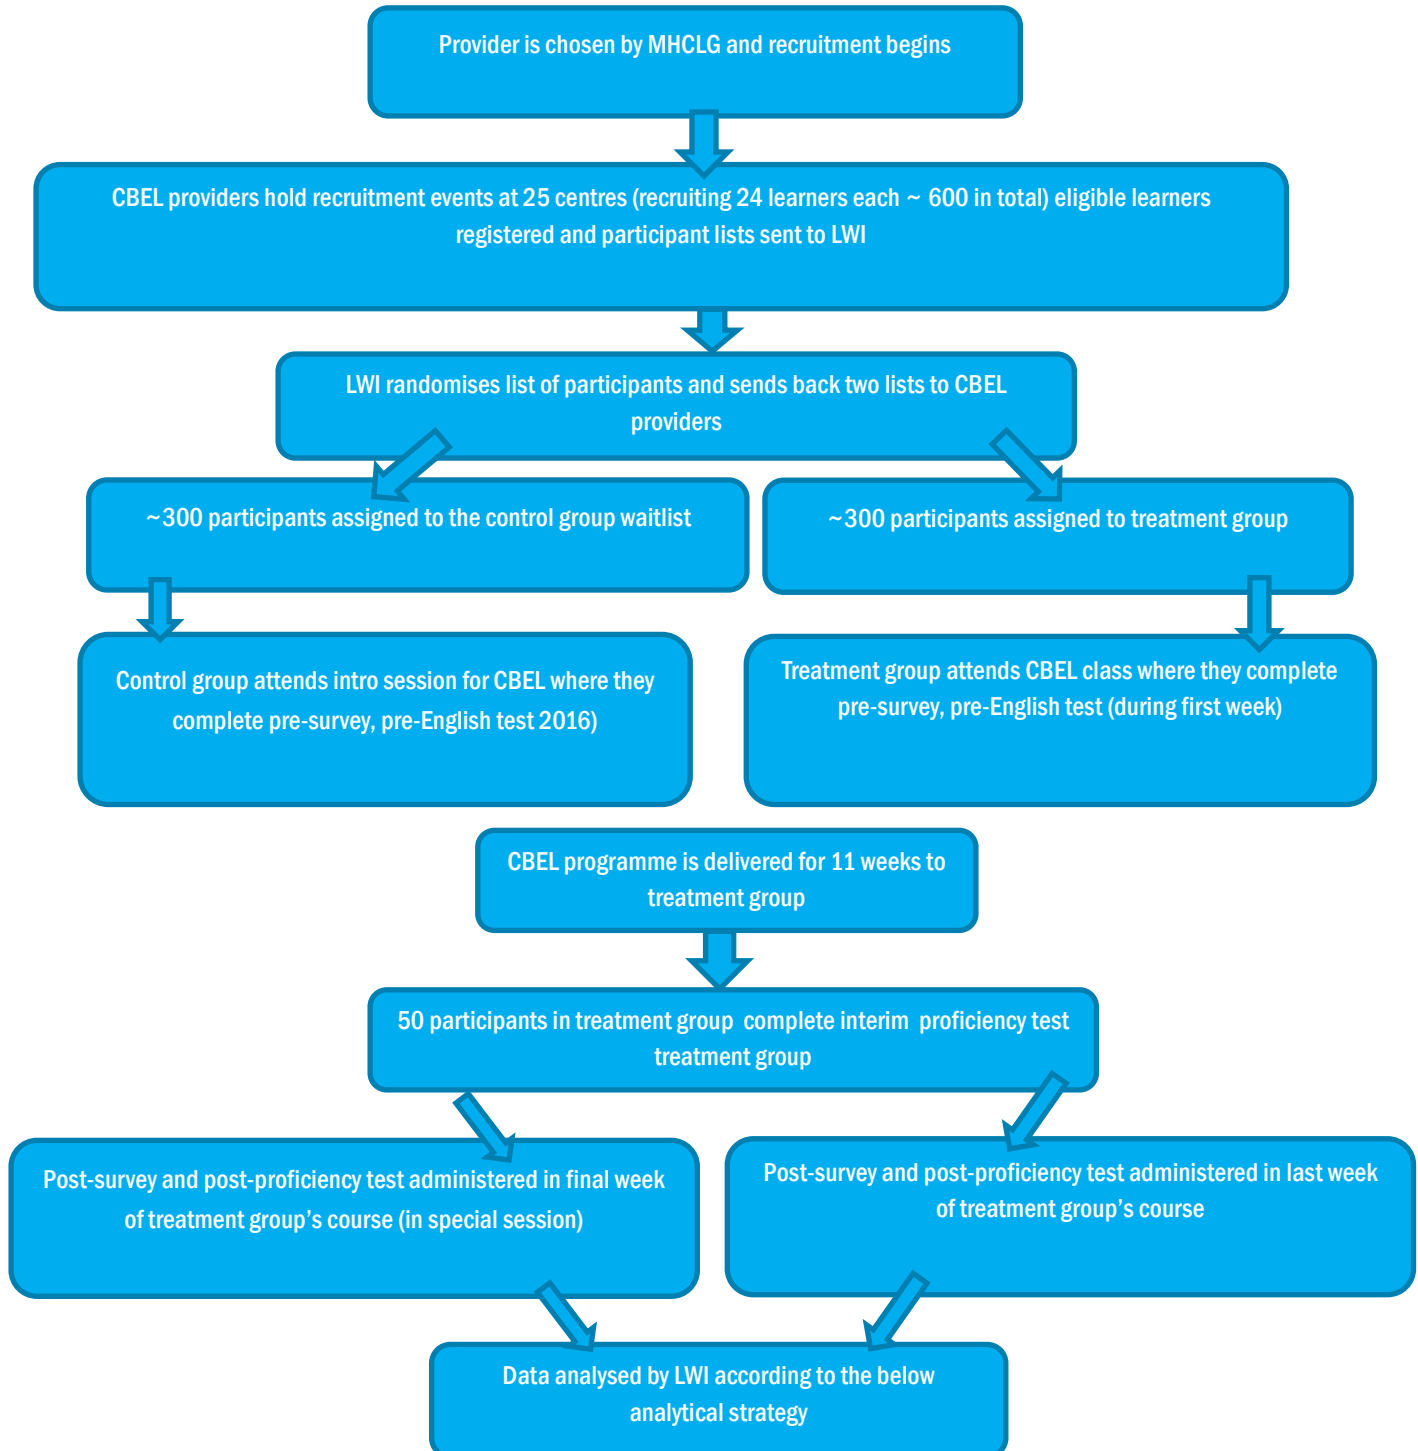 Provider is chosen by MHCLG and recruitment begins
CBEL providers hold recruitment events at 25 centres (recruiting 24 learners each ~ 600 in total) eligible learners
registered and participant lists sent to LWI
LWI randomises list of participants and sends back two lists to CBEL
providers
~300 participants assigned to the control group waitlist
~300 participants assigned to treatment group
Control group attends intro session for CBEL where they
complete pre-survey, pre-English test 2016)
Treatment group attends CBEL class where they complete
pre-survey, pre-English test (during first week)
CBEL programme is delivered for 11 weeks to
treatment group
50 participants in treatment group complete interim proficiency test
treatment group
Post-survey and post-proficiency test administered in final week
of treatment group's course (in special session)
Post-survey and post-proficiency test administered in last week
of treatment group's course
Data analysed by LWI according to the below
analytical strategy